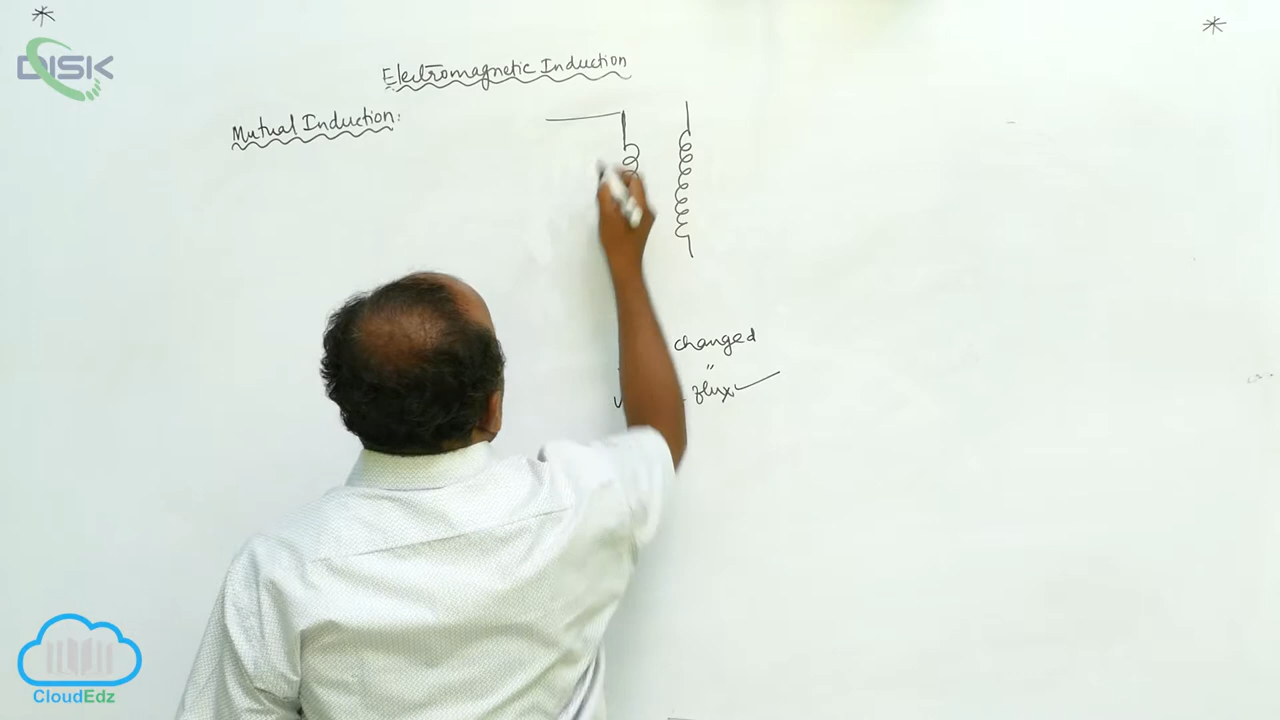 DISK
Electromagnetic Induction
Mutual Induction:
changed
"
flux
CloudEdz